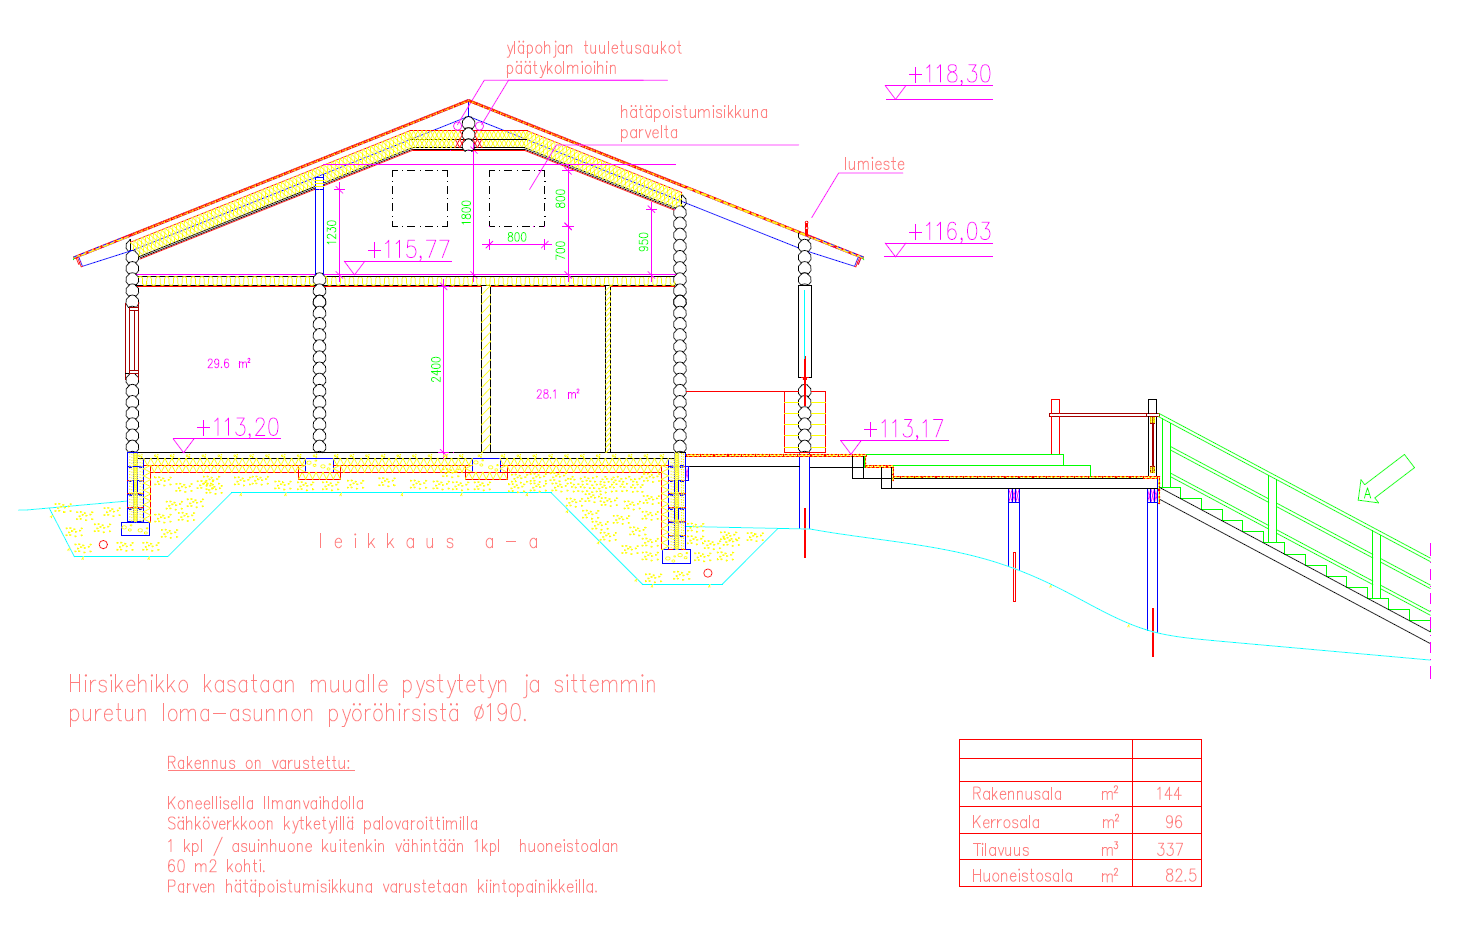 yläpohjan tuuletusaukot
päätykolmioihin
+118,30
hätäpoistumisikkuna
parvelta
lumieste
1230
1800
800
800
700
950
+116,03
+115,77
2400
29.6 m²
28.1 m²
+113,20
+113,17
A
leikkaus a-a
Hirsikehikko kasataan muualle pystytetyn ja sittemmin
puretun loma-asunnon pyöröhirsistä Ø190.
Rakennus on varustettu:
Koneellisella Ilmanvaihdolla
Sähköverkkoon kytketyillä palovaroittimilla
1 kpl / asuinhuone kuitenkin vähintään 1kpl huoneistoalan
60 m2 kohti.
Parven hätäpoistumisikkuna varustetaan kiintopainikkeilla.
Rakennusala m² 144
Kerrosala m² 96
Tilavuus m³ 337
Huoneistosala m² 82.5